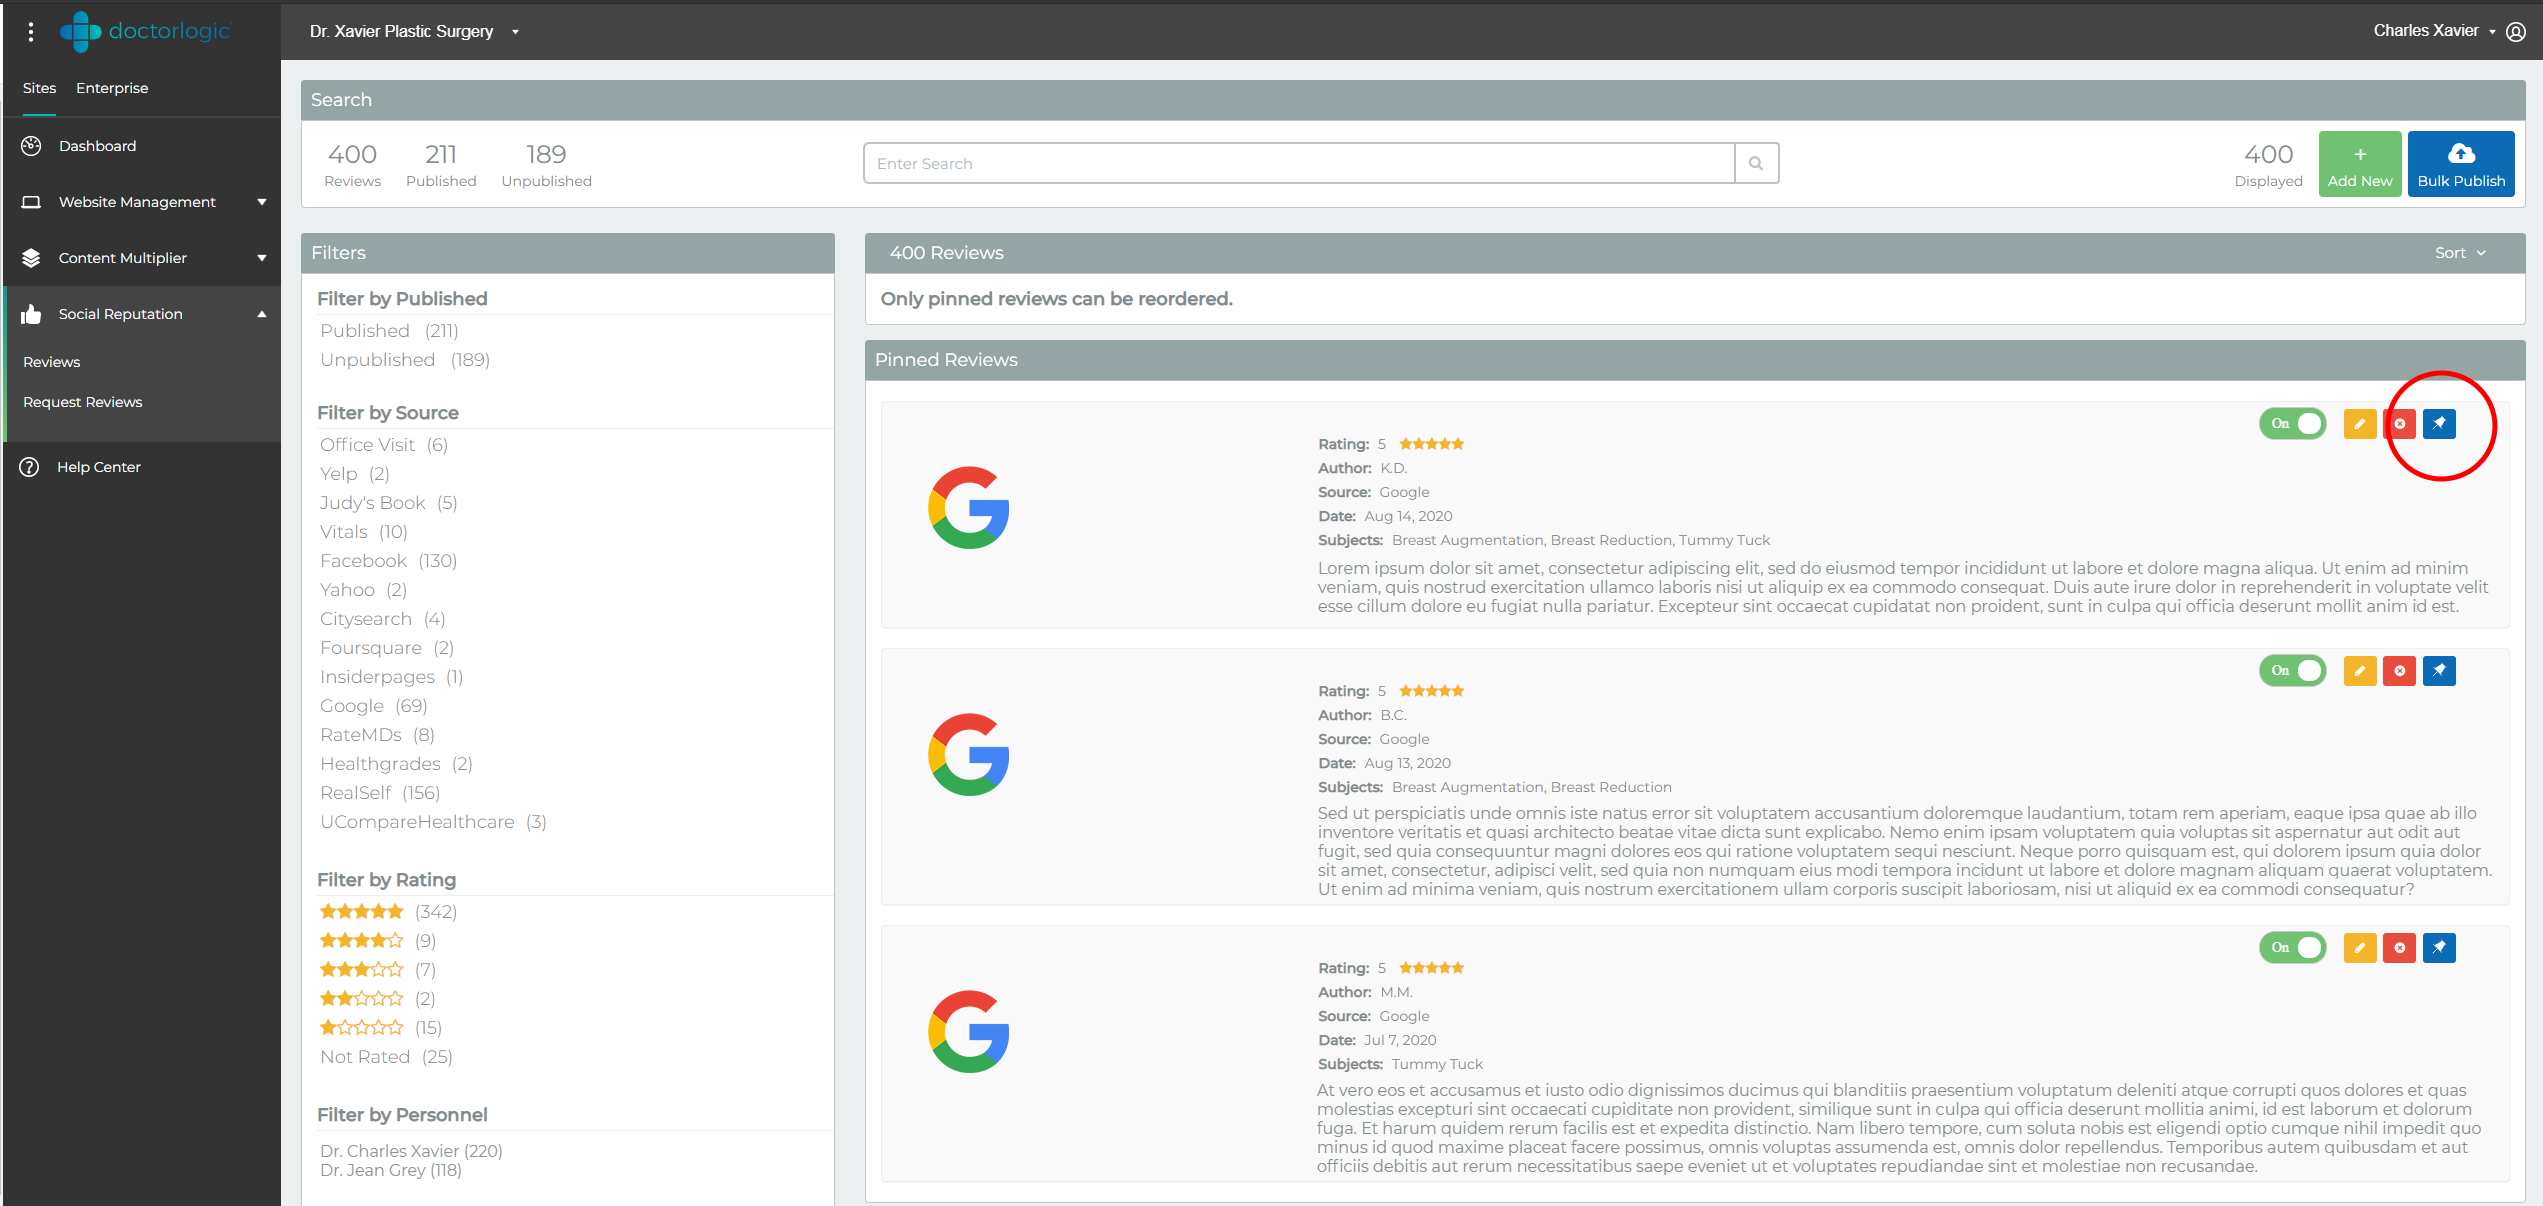 doctorlogic
Dr. Xavier Plastic Surgery
Charles Xavier
Sites Enterprise
Dashboard
Website Management
Content Multiplier
Social Reputation
Reviews
Request Reviews
Help Center
Search
400
Reviews
211
Published
189
Unpublished
Enter Search
400
Displayed
+
Add New
Bulk Publish
Filters
Filter by Published
Published (211)
Unpublished (189)
Filter by Source
Office Visit (6)
Yelp (2)
Judy's Book (5)
Vitals (10)
Facebook (130)
Yahoo (2)
Citysearch (4)
Foursquare (2)
Insiderpages (1)
Google (69)
RateMDs (8)
Healthgrades (2)
RealSelf (156)
UCompareHealthcare (3)
Filter by Rating
(342)
(9)
(7)
(2)
(15)
Not Rated (25)
Filter by Personnel
Dr. Charles Xavier (220)
Dr. Jean Grey (118)
400 Reviews
Sort
Only pinned reviews can be reordered.
Pinned Reviews
On
Rating: 5
Author: K.D.
Source: Google
Date: Aug 14, 2020
Subjects: Breast Augmentation, Breast Reduction, Tummy Tuck
Lorem ipsum dolor sit amet, consectetur adipiscing elit, sed do eiusmod tempor incididunt ut labore et dolore magna aliqua. Ut enim ad minim
veniam, quis nostrud exercitation ullamco laboris nisi ut aliquip ex ea commodo consequat. Duis aute irure dolor in reprehenderit in voluptate velit
esse cillum dolore eu fugiat nulla pariatur. Excepteur sint occaecat cupidatat non proident, sunt in culpa qui officia deserunt mollit anim id est.
On
Rating: 5
Author: B.C.
Source: Google
Date: Aug 13, 2020
Subjects: Breast Augmentation, Breast Reduction
Sed ut perspiciatis unde omnis iste natus error sit voluptatem accusantium doloremque laudantium, totam rem aperiam, eaque ipsa quae ab illo
inventore veritatis et quasi architecto beatae vitae dicta sunt explicabo. Nemo enim ipsam voluptatem quia voluptas sit aspernatur aut odit aut
fugit, sed quia consequuntur magni dolores eos qui ratione voluptatem sequi nesciunt. Neque porro quisquam est, qui dolorem ipsum quia dolor
sit amet, consectetur, adipisci velit, sed quia non numquam eius modi tempora incidunt ut labore et dolore magnam aliquam quaerat voluptatem.
Ut enim ad minima veniam, quis nostrum exercitationem ullam corporis suscipit laboriosam, nisi ut aliquid ex ea commodi consequatur?
On
Rating: 5
Author: M.M.
Source: Google
Date: Jul 7, 2020
Subjects: Tummy Tuck
At vero eos et accusamus et iusto odio dignissimos ducimus qui blanditiis praesentium voluptatum deleniti atque corrupti quos dolores et quas
molestias excepturi sint occaecati cupiditate non provident, similique sunt in culpa qui officia deserunt mollitia animi, id est laborum et dolorum
fuga. Et harum quidem rerum facilis est et expedita distinctio. Nam libero tempore, cum soluta nobis est eligendi optio cumque nihil impedit quo
minus id quod maxime placeat facere possimus, omnis voluptas assumenda est, omnis dolor repellendus. Temporibus autem quibusdam et aut
officiis debitis aut rerum necessitatibus saepe eveniet ut et voluptates repudiandae sint et molestiae non recusandae.